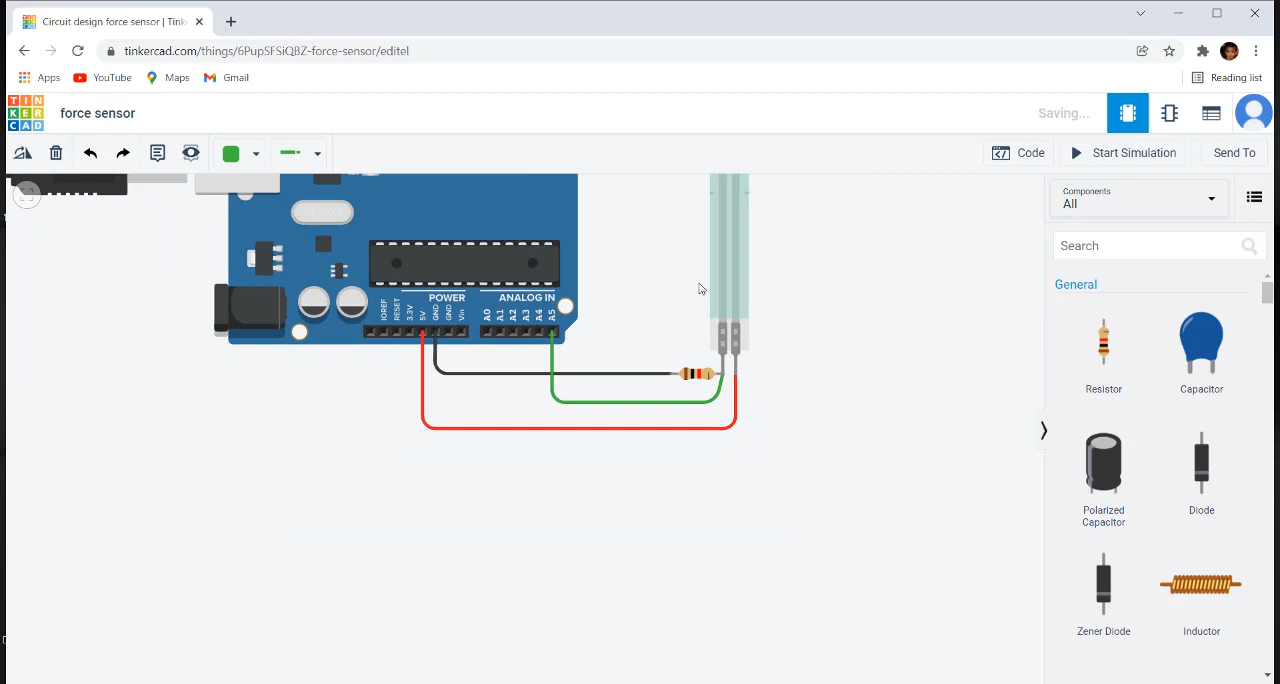 Circuit design force sensor | Tink
tinkercad.com/things/6PupSFSiQBZ-force-sensor/editel
Apps YouTube Maps Gmail Reading list
TIN
KER
CAD
force sensor
Saving...
Code Start Simulation Send To
Components
All
Search
General
POWER ANALOG IN
IOREF RESET 3.3V 5V GND GND Vin A0 A1 A2 A3 A4 A5
Resistor Capacitor
Polarized
Capacitor
Diode
Zener Diode Inductor